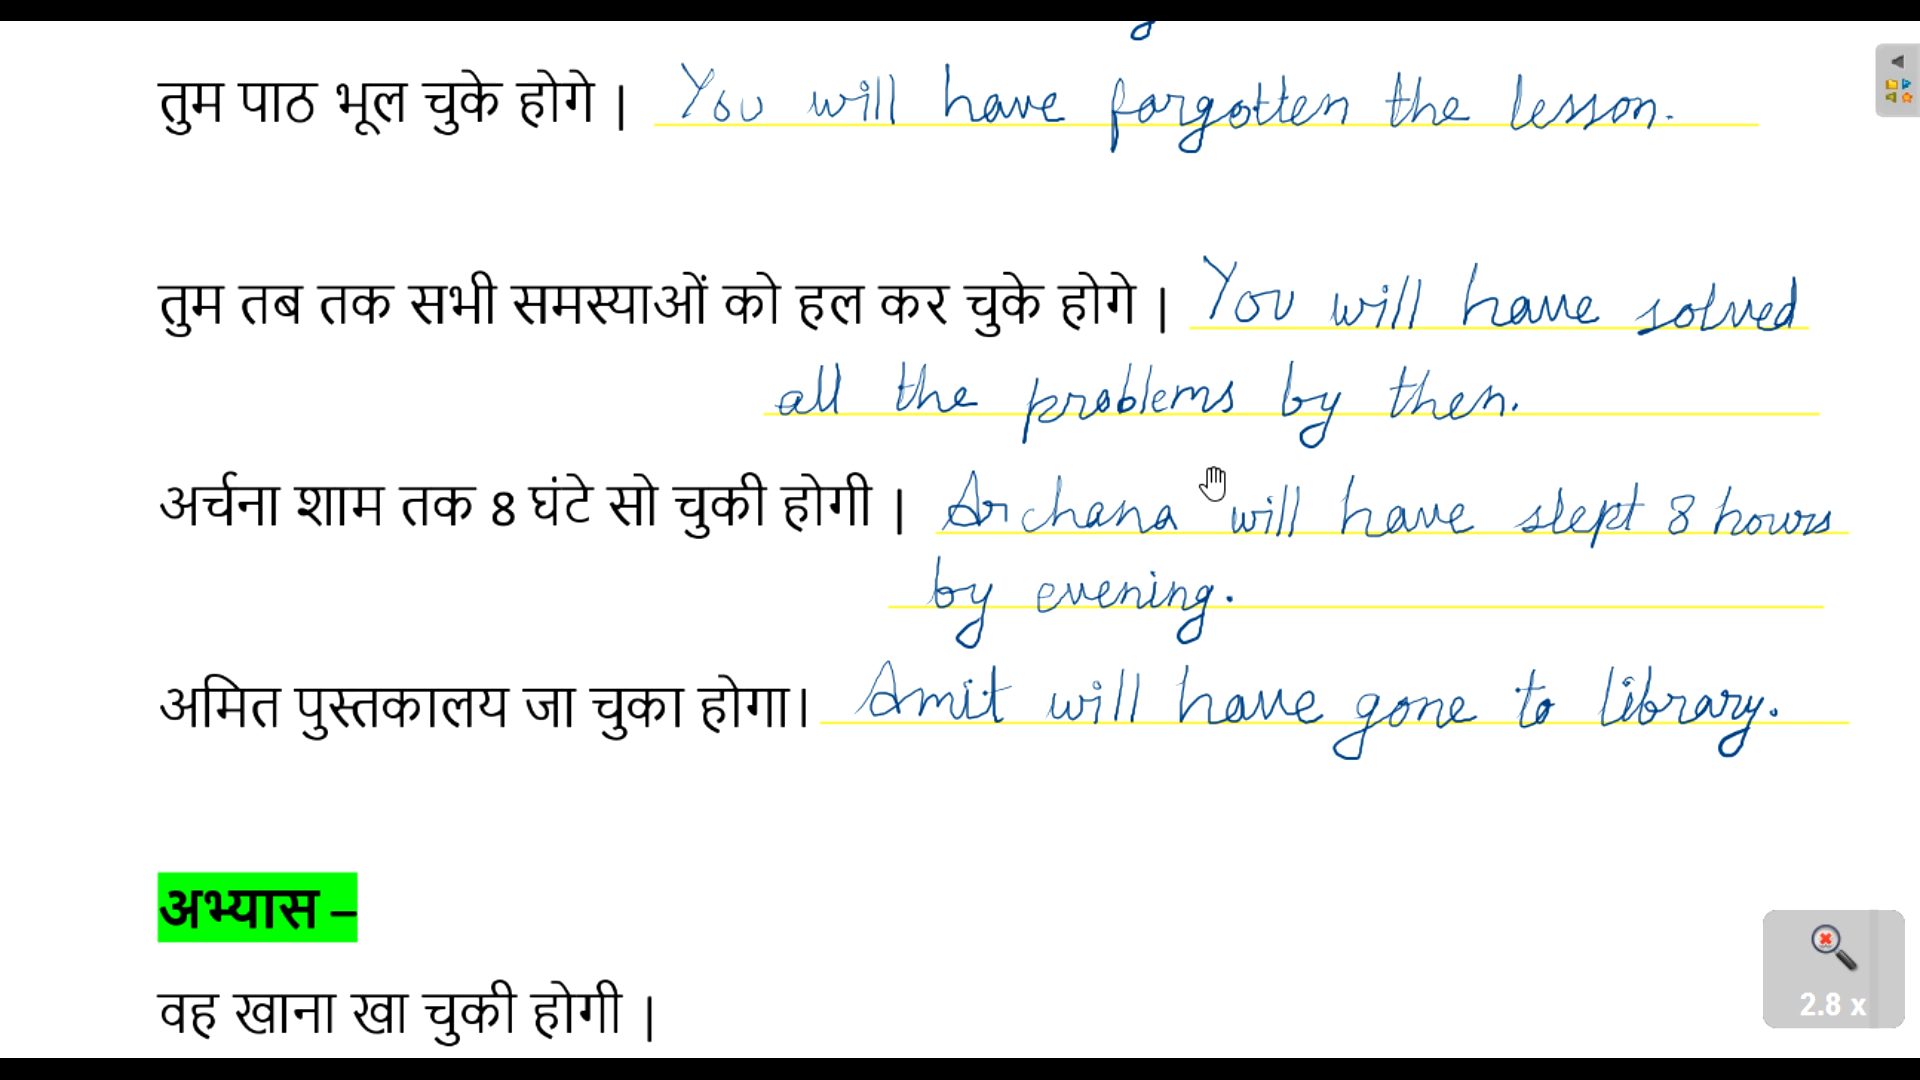 तुम पाठ भूल चुके होगे | You will have forgotten the lesson.
तुम तब तक सभी समस्याओं को हल कर चुके होगे | You will have solved
all the problems by then.
अर्चना शाम तक 8 घंटे सो चुकी होगी | Archana will have slept 8 hours
by evening.
अमित पुस्तकालय जा चुका होगा। Amit will have gone to library.
अभ्यास –
वह खाना खा चुकी होगी |
2.8 x